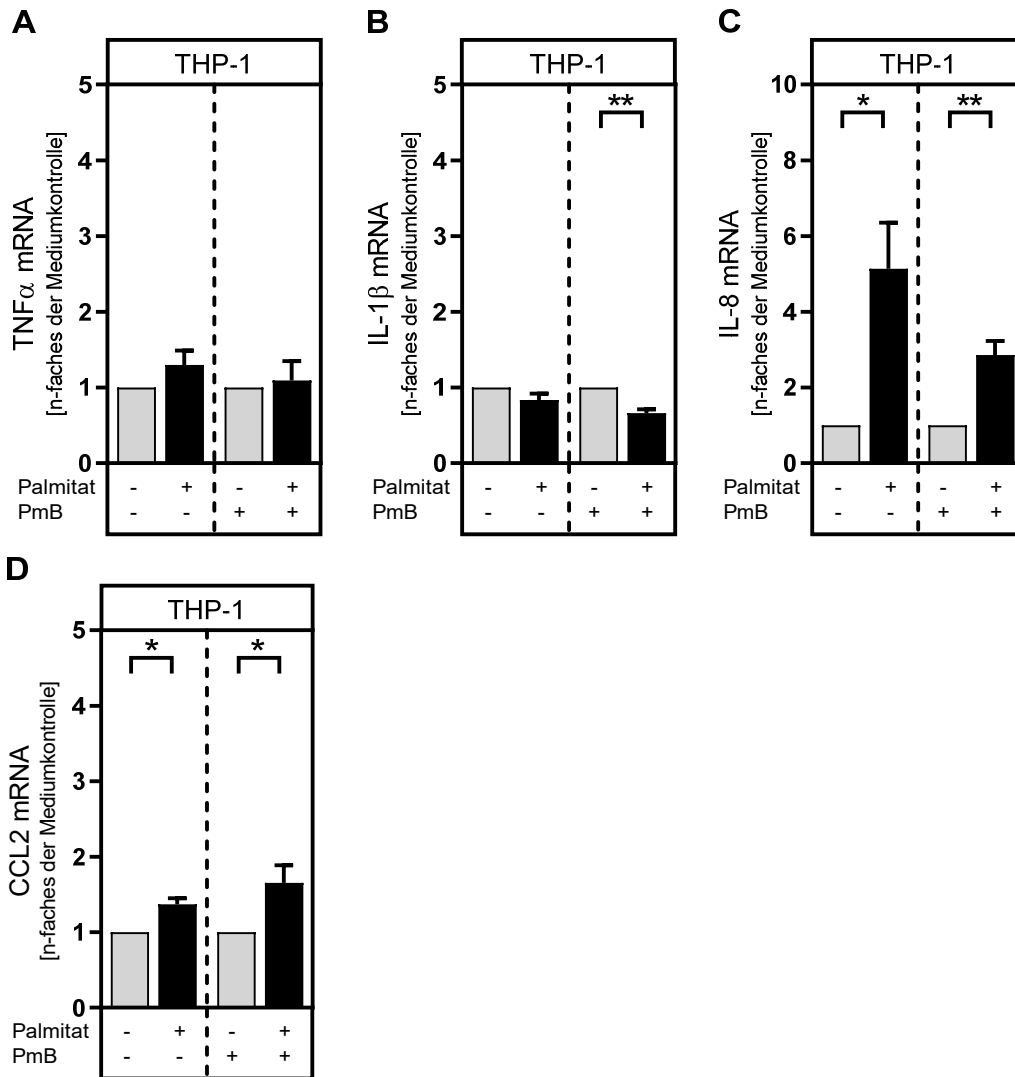 A
THP-1
TNFα mRNA
[n-faches der Mediumkontrolle]
5
4
3
2
1
0
Palmitat - + - +
PmB - - + +
B
THP-1
**
IL-1β mRNA
[n-faches der Mediumkontrolle]
5
4
3
2
1
0
Palmitat - + - +
PmB - - + +
C
THP-1
* **
IL-8 mRNA
[n-faches der Mediumkontrolle]
10
8
6
4
2
0
Palmitat - + - +
PmB - - + +
D
THP-1
* *
CCL2 mRNA
[n-faches der Mediumkontrolle]
5
4
3
2
1
0
Palmitat - + - +
PmB - - + +